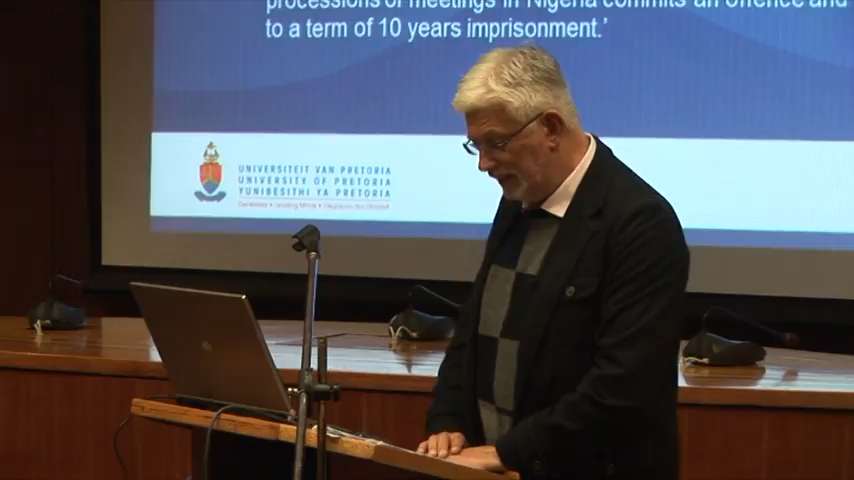 processions or meetings in Nigeria commits an offence and
to a term of 10 years imprisonment.’
UNIVERSITEIT VAN PRETORIA
UNIVERSITY OF PRETORIA
YUNIBESITHI YA PRETORIA